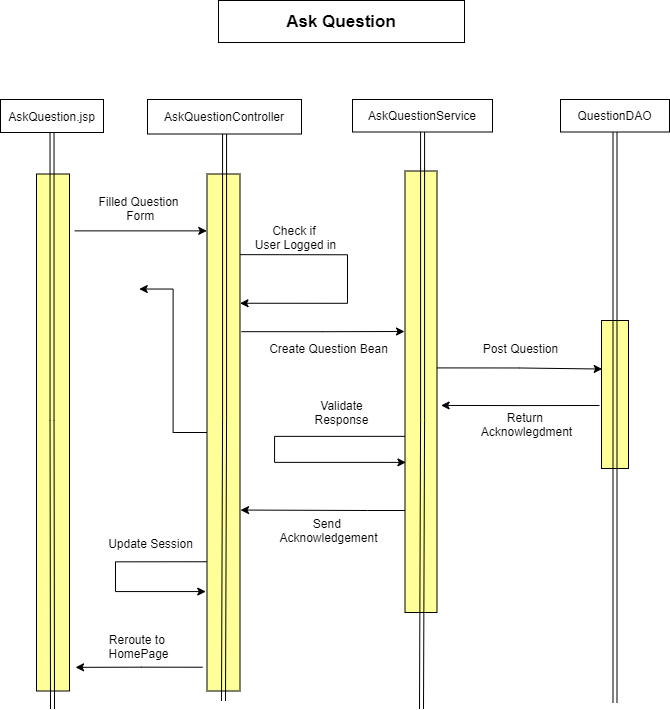 Ask Question
AskQuestion.jsp
AskQuestionController
AskQuestionService
QuestionDAO
Filled Question
Form
Check if
User Logged in
Create Question Bean
Post Question
Validate
Response
Return
Acknowlegdment
Send
Acknowledgement
Update Session
Reroute to
HomePage